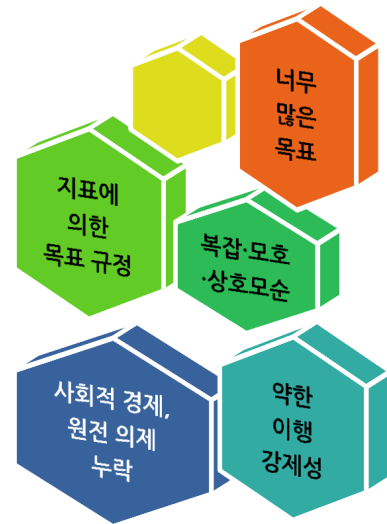 너무
많은
목표
지표에
의한
목표 규정
복잡·모호
·상호모순
사회적 경제,
원전 의제
누락
약한
이행
강제성